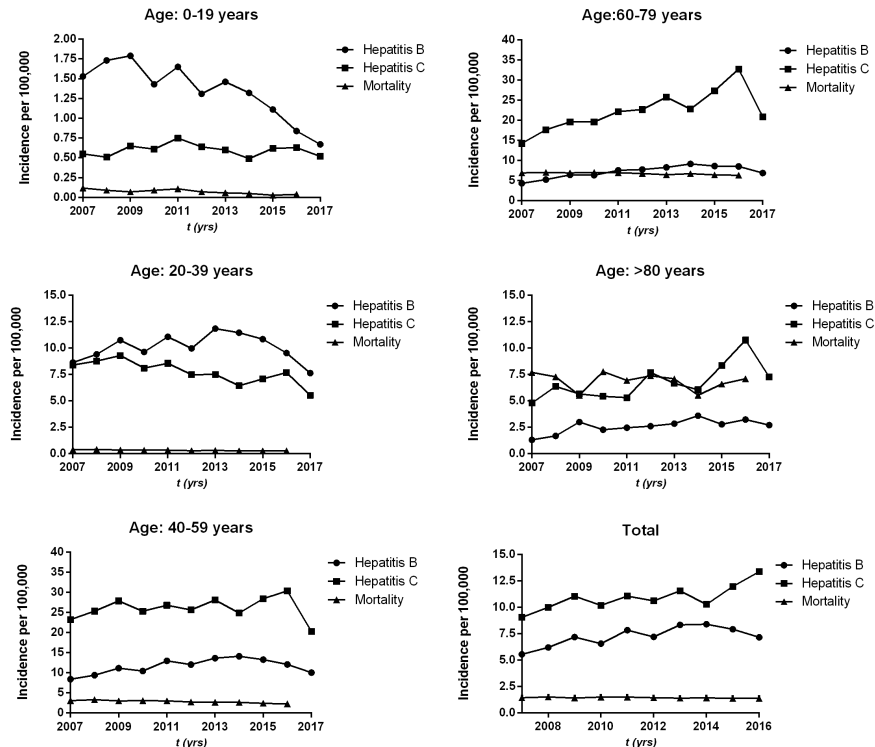 Age: 0-19 years
2.00
1.75
1.50
1.25
1.00
0.75
0.50
0.25
0.00
Incidence per 100,000
2007 2009 2011 2013 2015 2017
t (yrs)
Hepatitis B
Hepatitis C
Mortality
Age:60-79 years
40
35
30
25
20
15
10
5
0
Incidence per 100,000
2007 2009 2011 2013 2015 2017
t (yrs)
Hepatitis B
Hepatitis C
Mortality
Age: 20-39 years
15.0
12.5
10.0
7.5
5.0
2.5
0.0
Incidence per 100,000
2007 2009 2011 2013 2015 2017
t (yrs)
Hepatitis B
Hepatitis C
Mortality
Age: >80 years
15.0
12.5
10.0
7.5
5.0
2.5
0.0
Incidence per 100,000
2007 2009 2011 2013 2015 2017
t (yrs)
Hepatitis B
Hepatitis C
Mortality
Age: 40-59 years
40
35
30
25
20
15
10
5
0
Incidence per 100,000
2007 2009 2011 2013 2015 2017
t (yrs)
Hepatitis B
Hepatitis C
Mortality
Total
15.0
12.5
10.0
7.5
5.0
2.5
0.0
Incidence per 100,000
2008 2010 2012 2014 2016
t (yrs)
Hepatitis B
Hepatitis C
Mortality